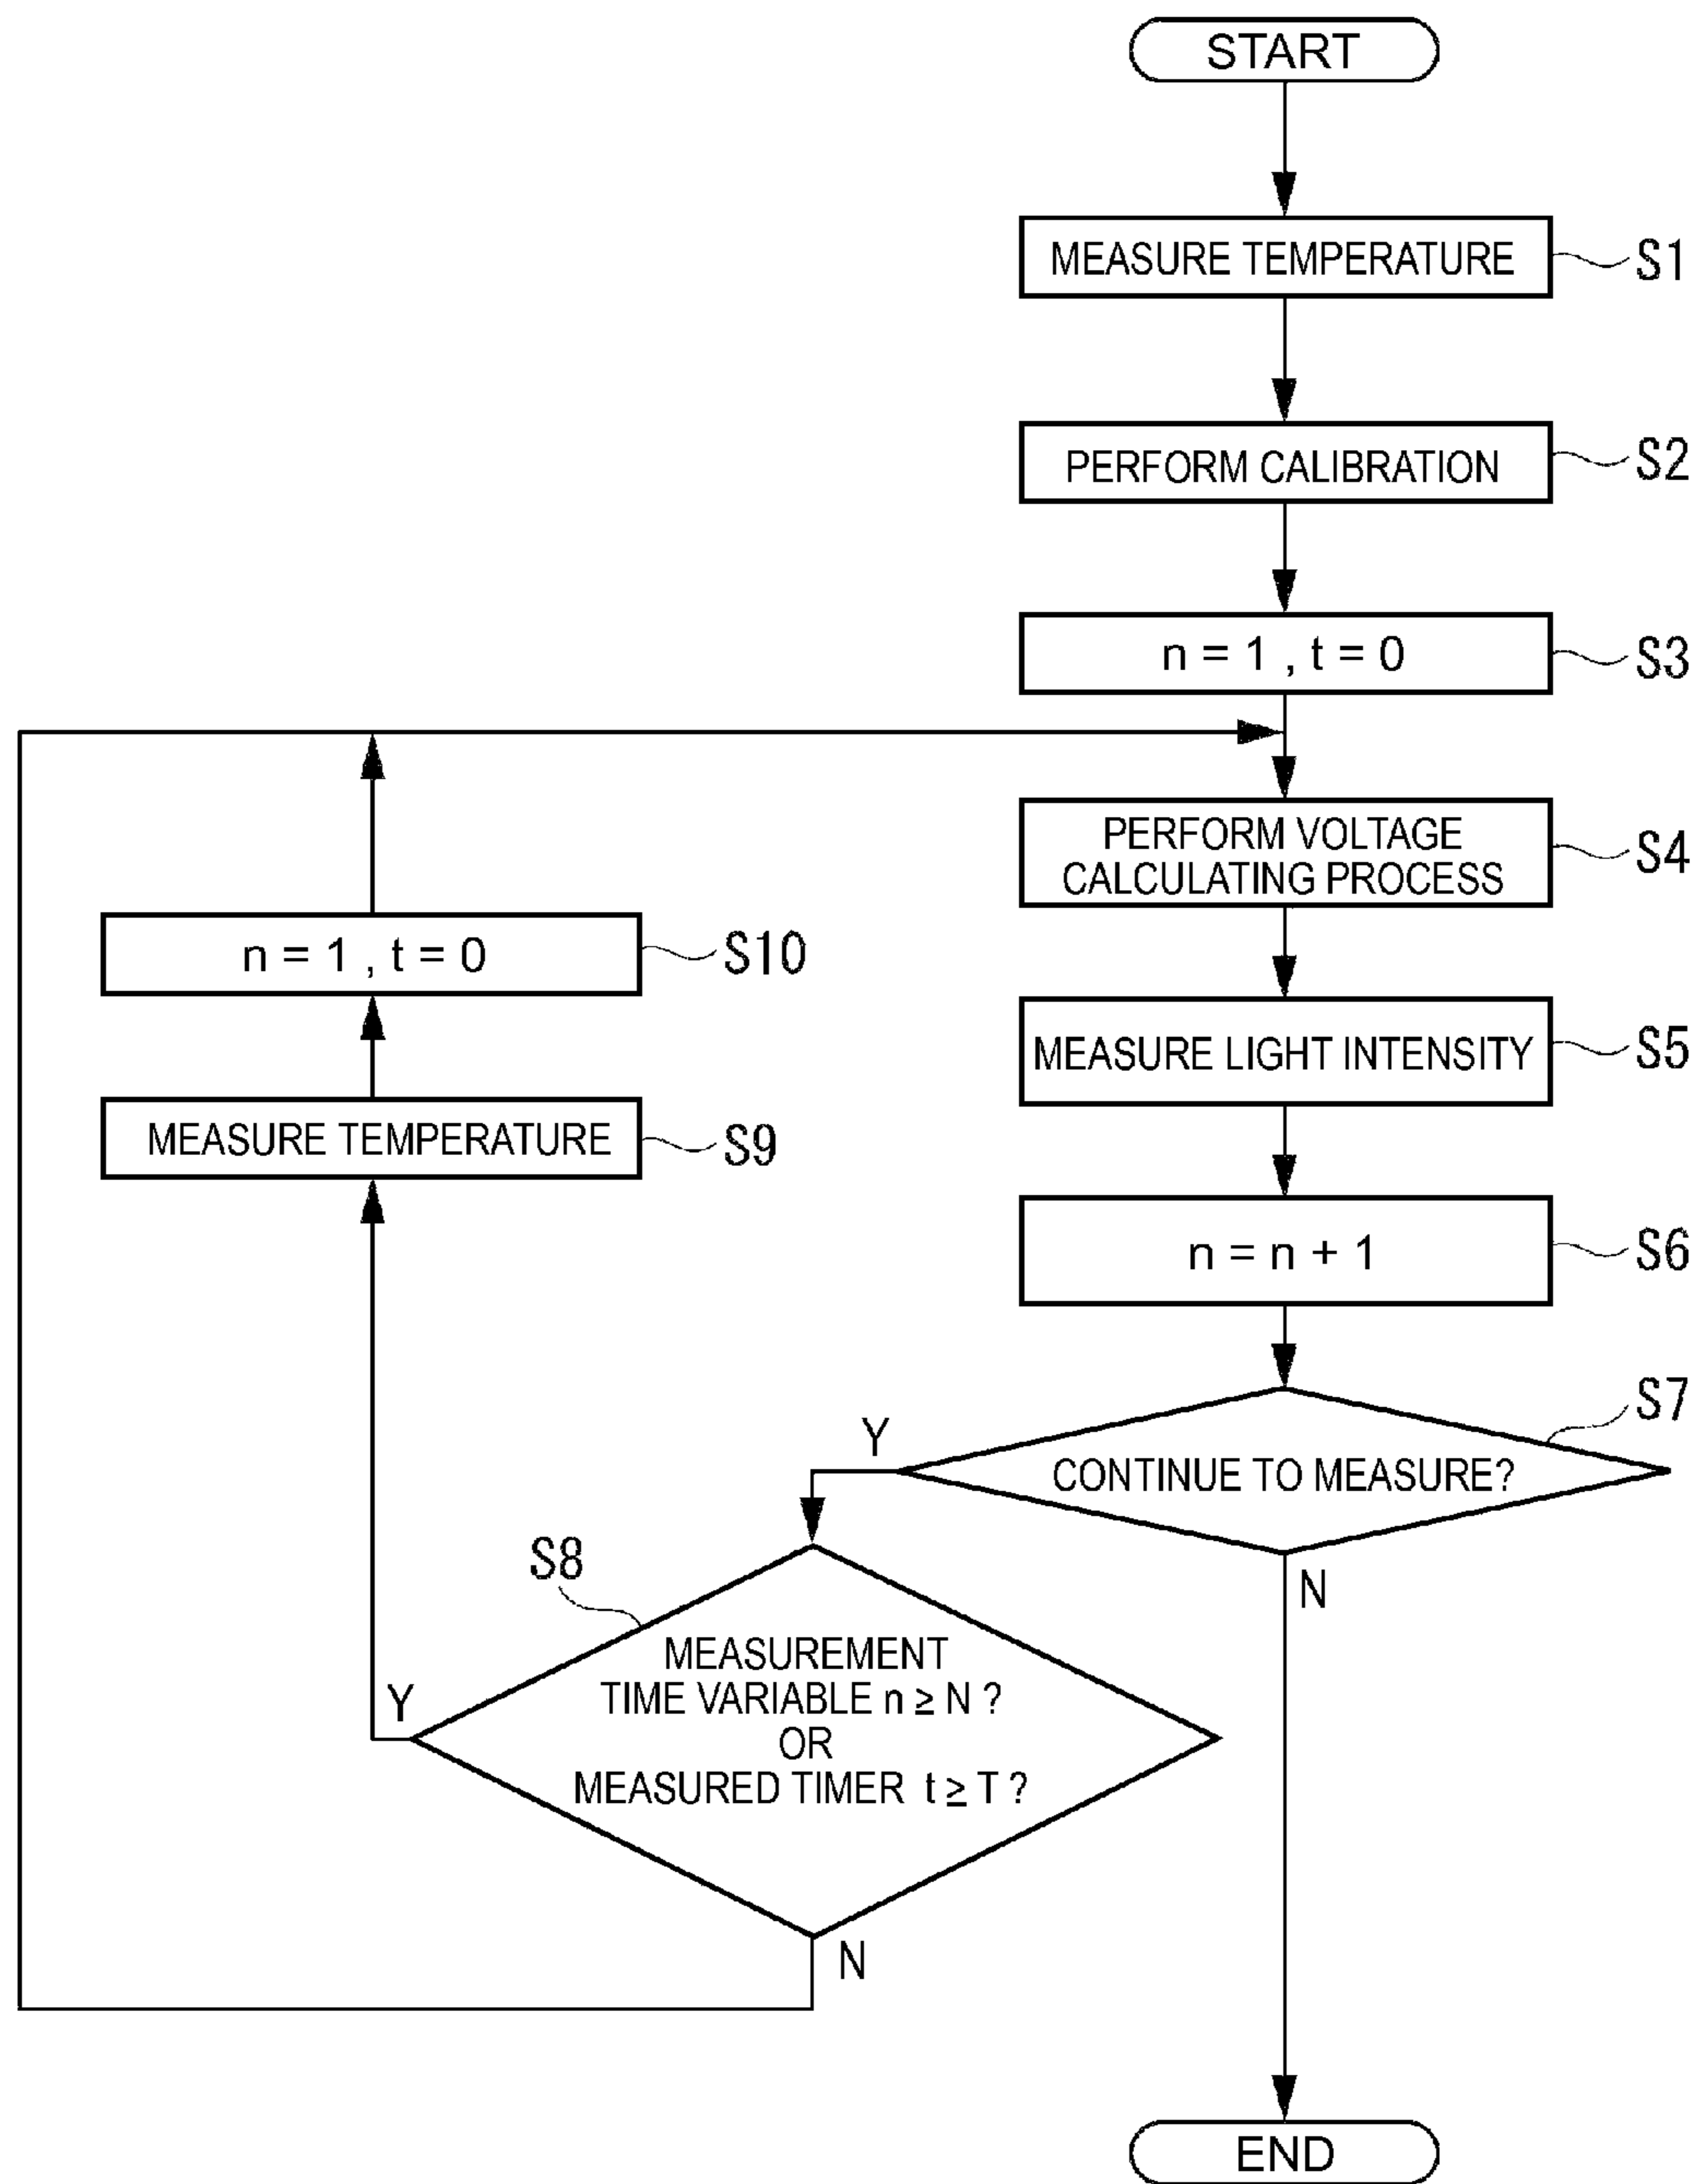 START
MEASURE TEMPERATURE
S1
PERFORM CALIBRATION
S2
n = 1 , t = 0
S3
PERFORM VOLTAGE
CALCULATING PROCESS
S4
n = 1 , t = 0
S10
MEASURE LIGHT INTENSITY
S5
MEASURE TEMPERATURE
S9
n = n + 1
S6
S7
Y
CONTINUE TO MEASURE?
N
S8
MEASUREMENT
TIME VARIABLE n ≥ N ?
OR
MEASURED TIMER t ≥ T ?
Y
N
END